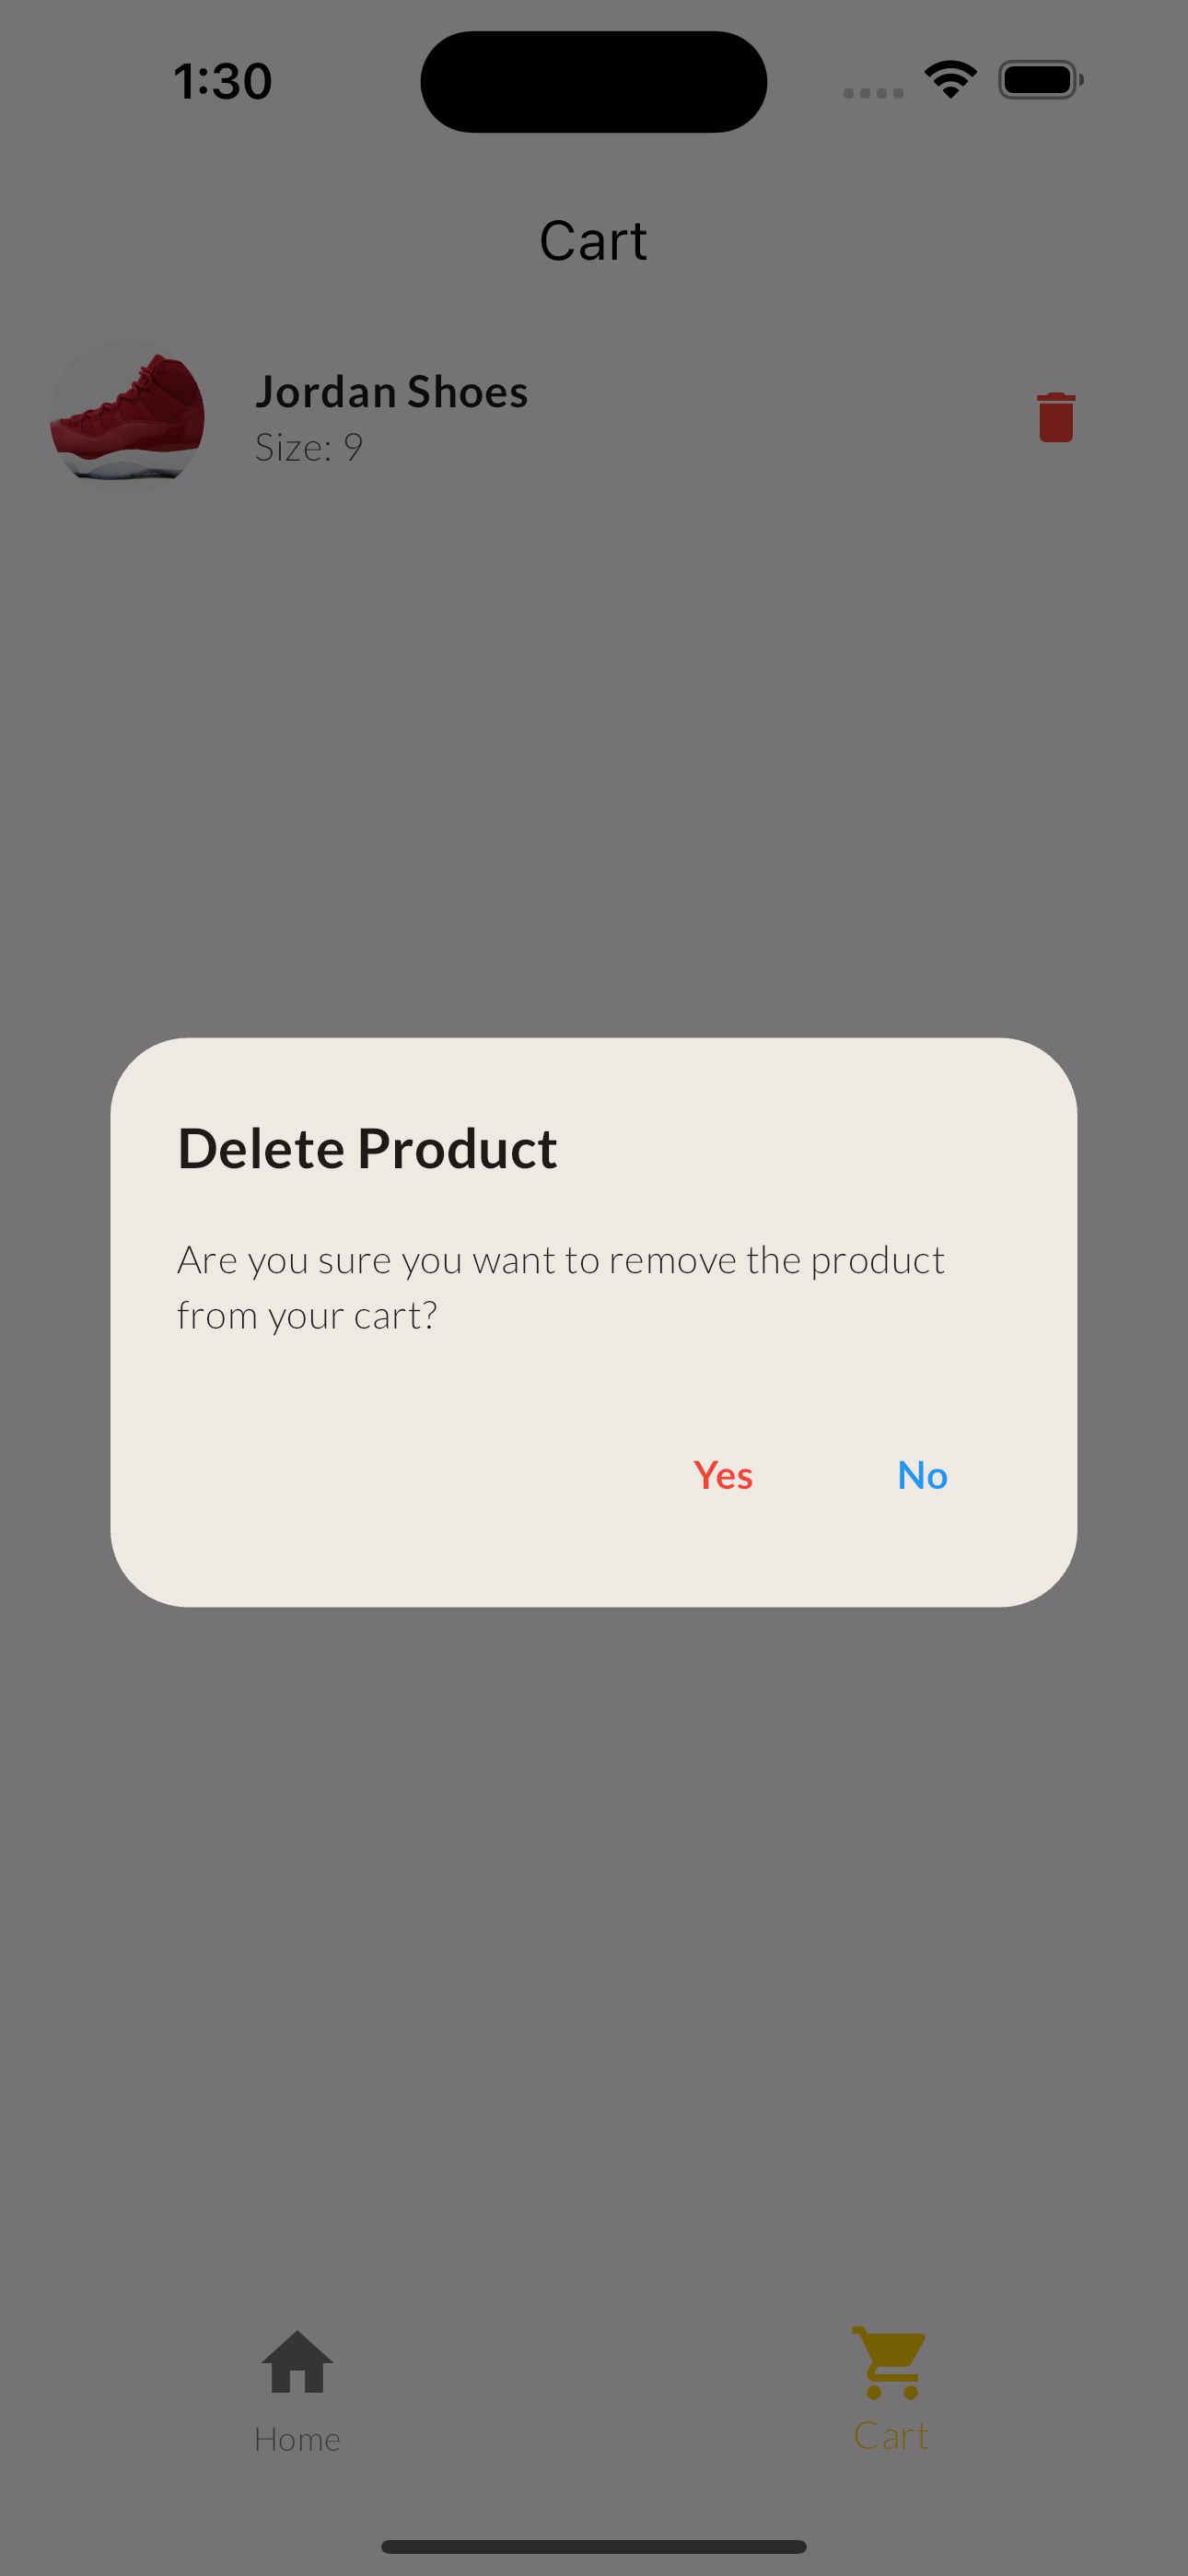 1:30
Cart
Jordan Shoes
Size: 9
Delete Product
Are you sure you want to remove the product
from your cart?
Yes No
Home Cart